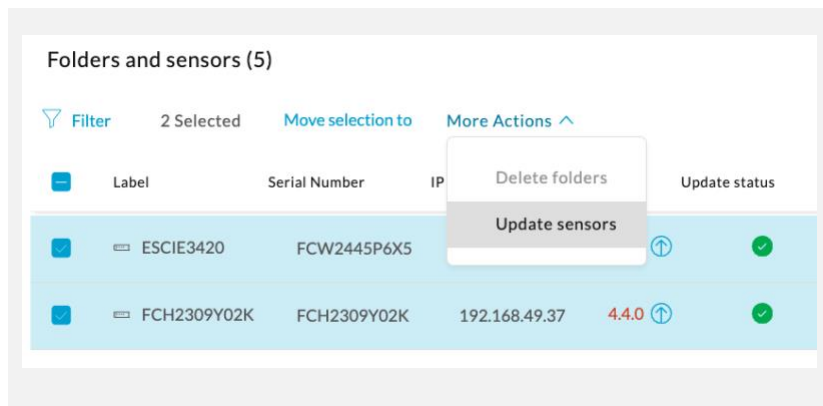 Folders and sensors (5)
Filter 2 Selected Move selection to More Actions
Delete folders
Label Serial Number IP Update status
Update sensors
ESCIE3420 FCW2445P6X5
FCH2309Y02K FCH2309Y02K 192.168.49.37 4.4.0